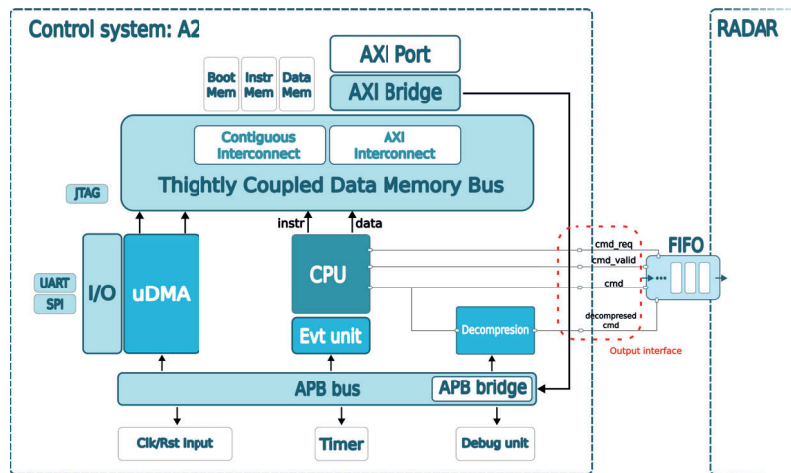 Control system: A2
RADAR
AXI Port
Boot
Mem
Instr
Mem
Data
Mem
AXI Bridge
Contiguous
Interconnect
AXI
Interconnect
Thightly Coupled Data Memory Bus
JTAG
instr
data
cmd_req
FIFO
cmd_valid
UART
SPI
I/O
uDMA
CPU
cmd
...
decompresed
cmd
Evt unit
Decompresion
Output interface
APB bus
APB bridge
Clk/Rst Input
Timer
Debug unit